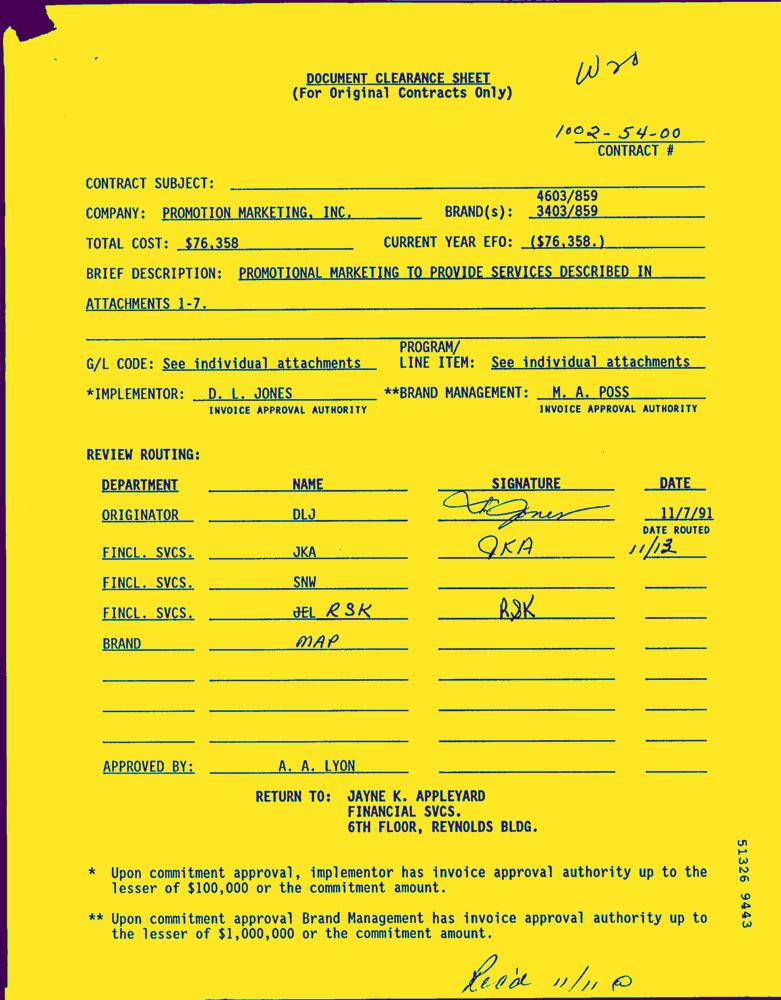 DOCUMENT CLEARANCE SHEET
(For Original Contracts Only)
1002-54-00
CONTRACT #
CONTRACT SUBJECT:
4603/859
COMPANY: PROMOTION MARKETING, INC. BRAND(s): 3403/859
TOTAL COST: $76,358 CURRENT YEAR EFO: ($76,358.)
BRIEF DESCRIPTION: PROMOTIONAL MARKETING TO PROVIDE SERVICES DESCRIBED IN
ATTACHMENTS 1-7.
PROGRAM/
G/L CODE: See individual attachments LINE ITEM: See individual attachments
*IMPLEMENTOR: D. L. JONES **BRAND MANAGEMENT: M. A. POSS
INVOICE APPROVAL AUTHORITY INVOICE APPROVAL AUTHORITY
REVIEW ROUTING:
DEPARTMENT NAME SIGNATURE DATE
ORIGINATOR DLJ Jones 11/7/91
DATE ROUTED
FINCL. SVCS. JKA JKA 11/13
FINCL. SVCS. SNW
FINCL. SVCS. JEL RSK RSK
BRAND MAP
APPROVED BY: A. A. LYON
RETURN TO: JAYNE K. APPLEYARD
FINANCIAL SVCS.
6TH FLOOR, REYNOLDS BLDG.
* Upon commitment approval, implementor has invoice approval authority up to the
lesser of $100,000 or the commitment amount.
** Upon commitment approval Brand Management has invoice approval authority up to
the lesser of $1,000,000 or the commitment amount.
51326 9443
Rec'd 11/11